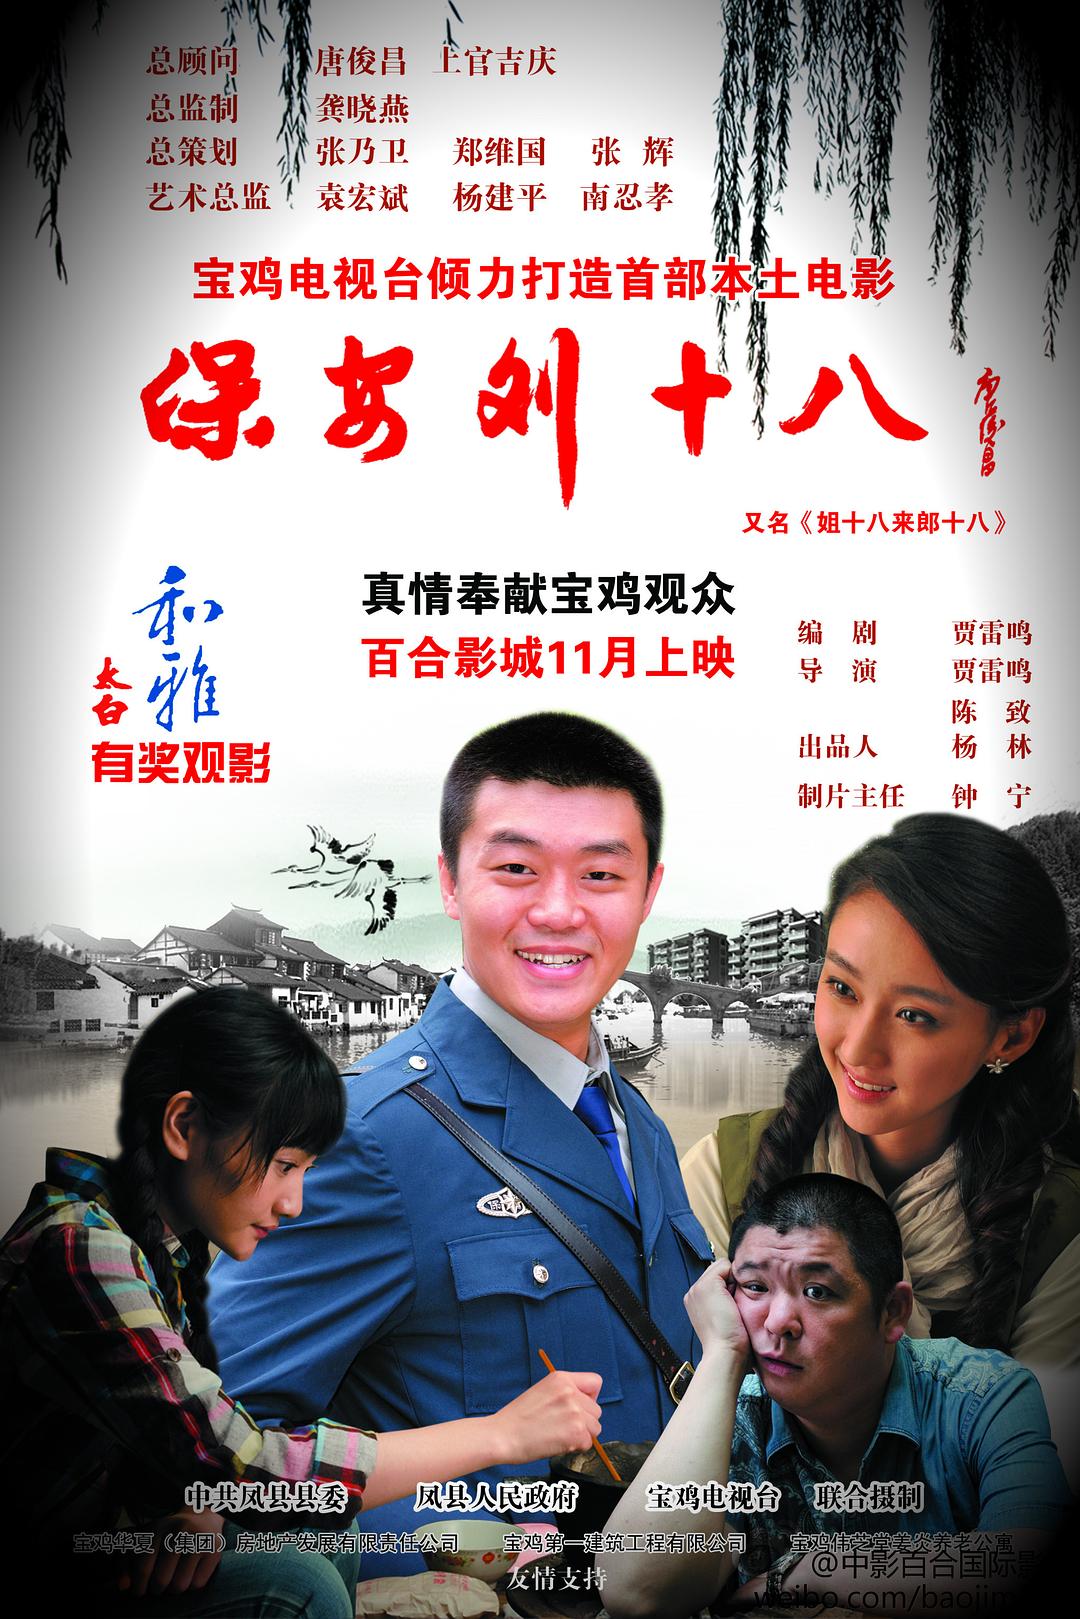 总顾问 唐俊昌 上官吉庆
总监制 龚晓燕
总策划 张乃卫 郑维国 张辉
艺术总监 袁宏斌 杨建平 南忍孝
宝鸡电视台倾力打造首部本土电影
保安刘十八
唐俊昌
又名《姐十八来郎十八》
和雅
太白
有奖观影
真情奉献宝鸡观众
百合影城11月上映
编剧 贾雷鸣
导演 贾雷鸣
陈致
出品人 杨林
制片主任 钟宁
中共凤县县委 凤县人民政府 宝鸡电视台 联合摄制
宝鸡华夏（集团）房地产发展有限责任公司 宝鸡第一建筑工程有限公司 宝鸡伟芝堂姜炎养老公寓
友情支持
@中影百合国际影
weibo.com/baojim